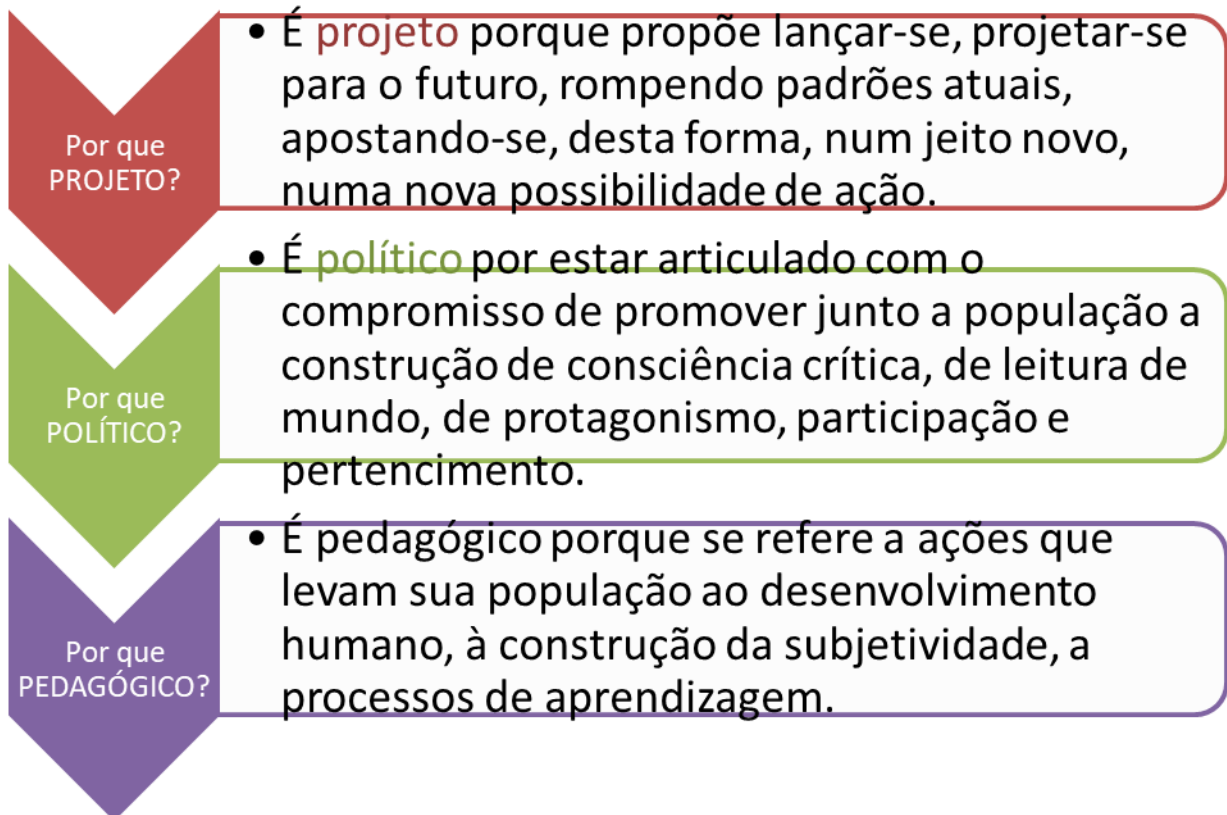 Por que
PROJETO?
• É projeto porque propõe lançar-se, projetar-se
para o futuro, rompendo padrões atuais,
apostando-se, desta forma, num jeito novo,
numa nova possibilidade de ação.
Por que
POLÍTICO?
• É político por estar articulado com o
compromisso de promover junto a população a
construção de consciência crítica, de leitura de
mundo, de protagonismo, participação e
pertencimento.
Por que
PEDAGÓGICO?
• É pedagógico porque se refere a ações que
levam sua população ao desenvolvimento
humano, à construção da subjetividade, a
processos de aprendizagem.